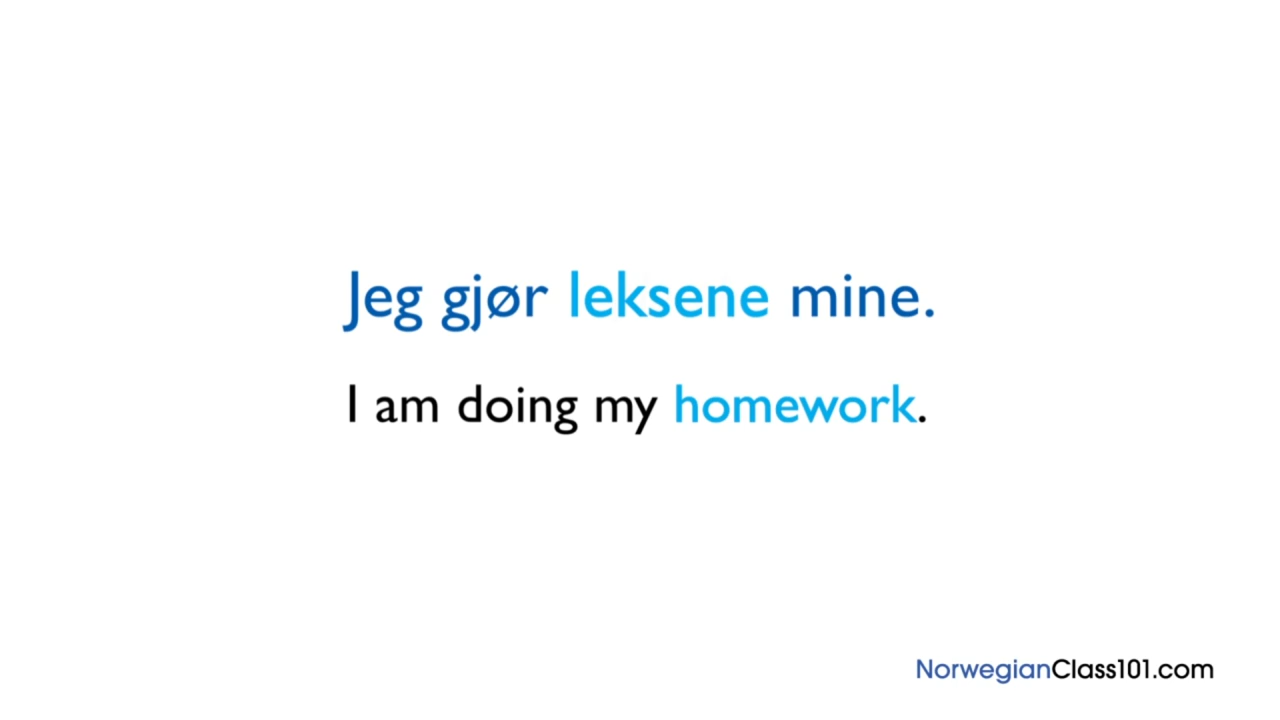 Jeg gjør leksene mine.
I am doing my homework.
NorwegianClass101.com